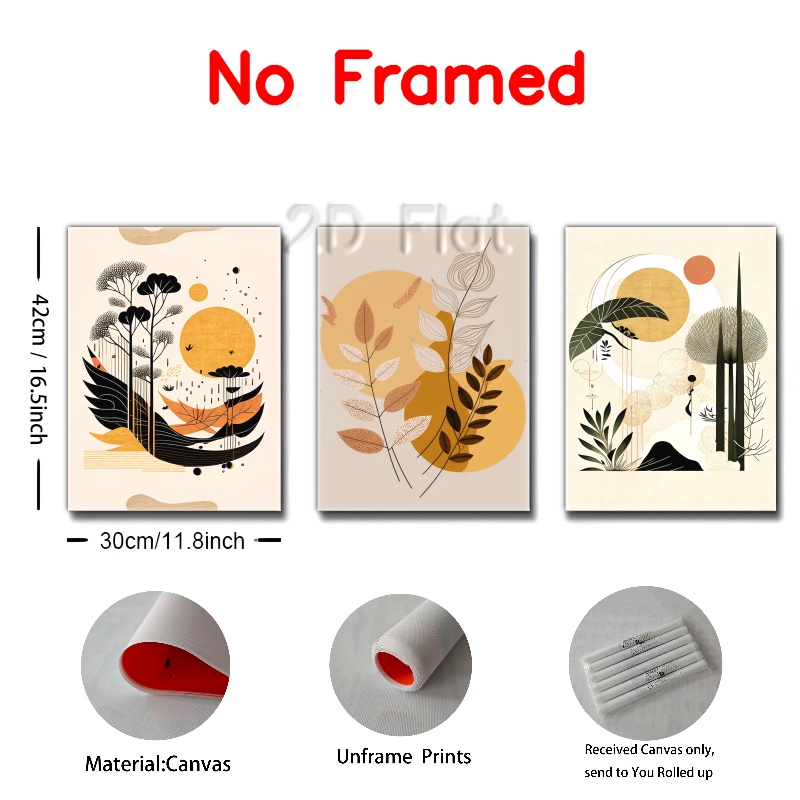 No Framed
2D Flat
42cm / 16.5inch
30cm/11.8inch
Material:Canvas
Unframe Prints
Received Canvas only,
send to You Rolled up